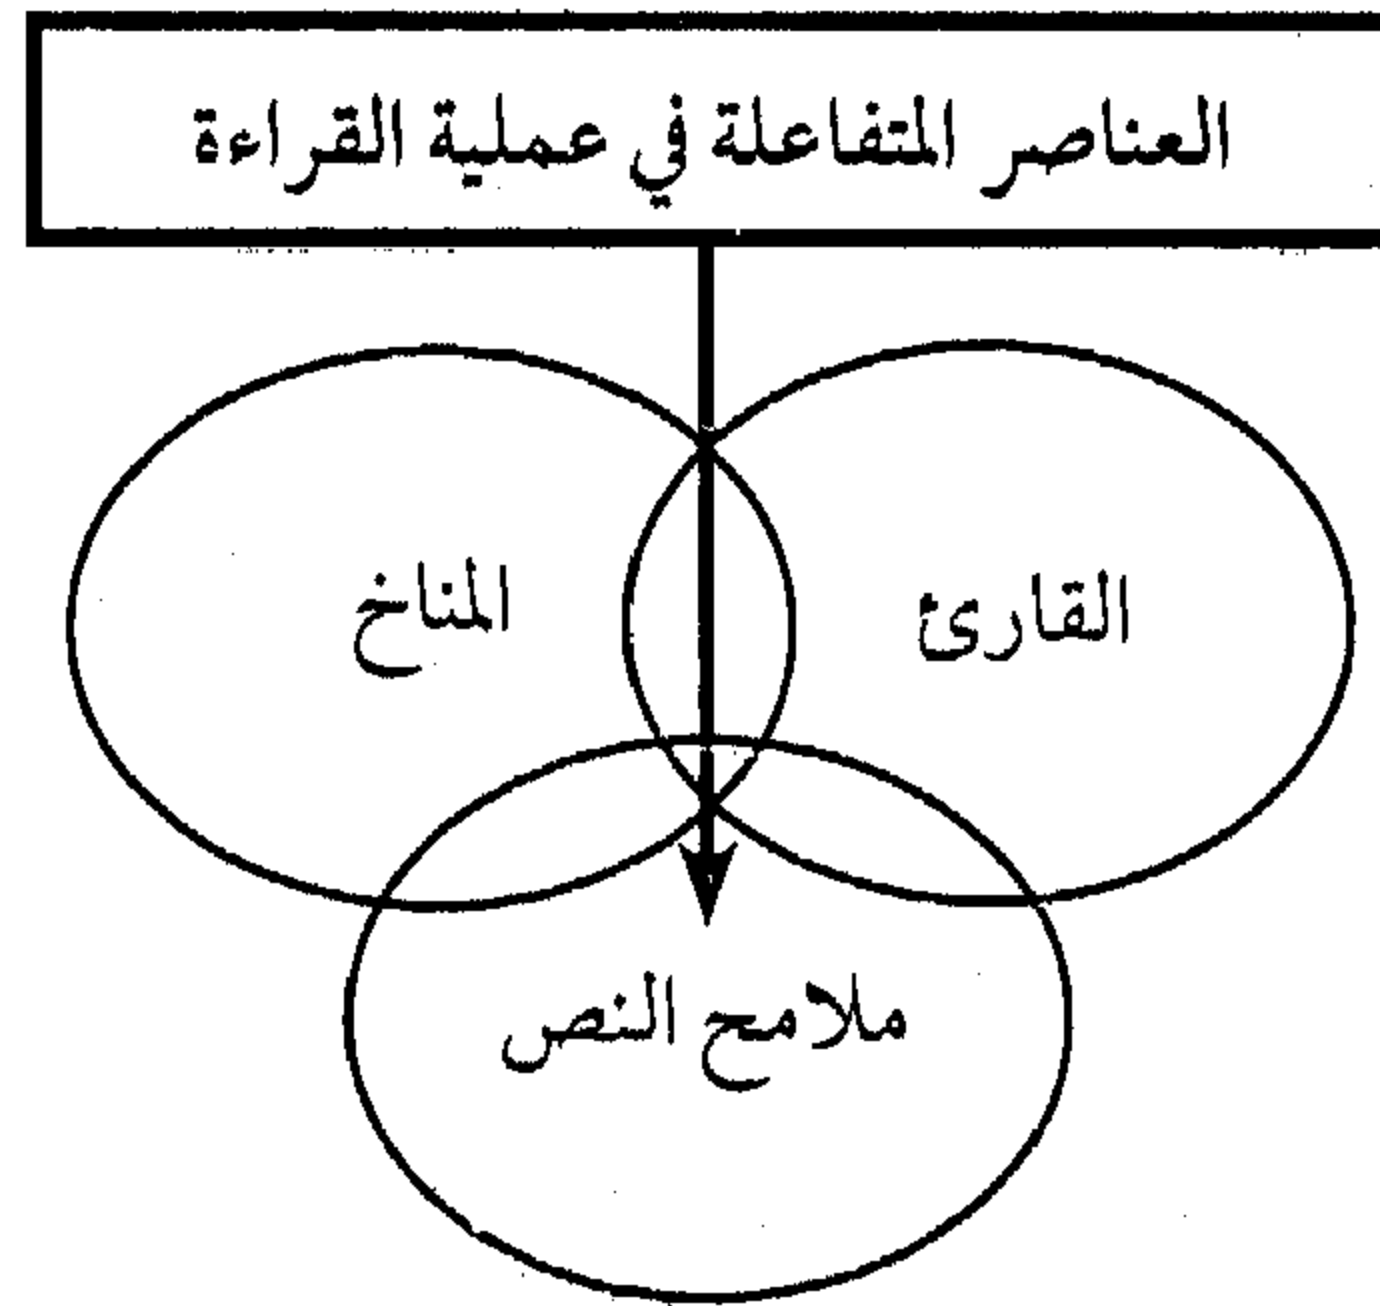 العناصر المتفاعلة في عملية القراءة
القارئ
المناخ
ملامح النص